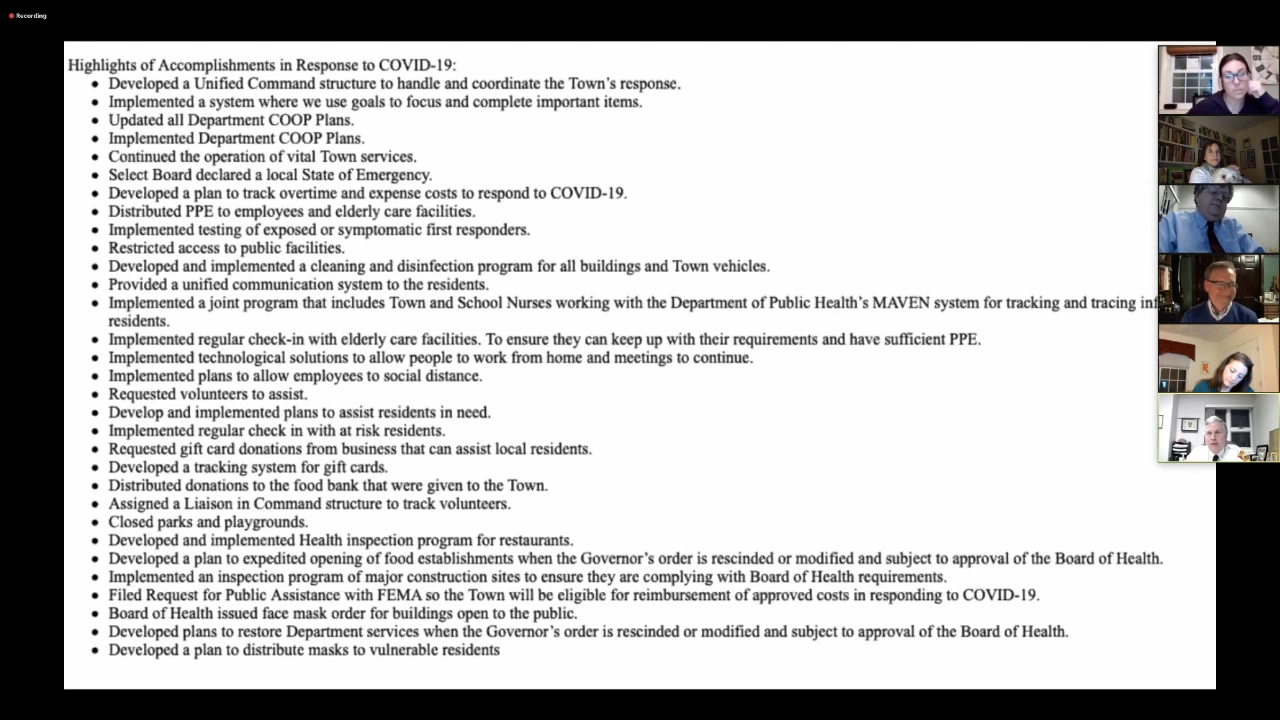 Recording
Highlights of Accomplishments in Response to COVID-19:
• Developed a Unified Command structure to handle and coordinate the Town's response.
• Implemented a system where we use goals to focus and complete important items.
• Updated all Department COOP Plans.
• Implemented Department COOP Plans.
• Continued the operation of vital Town services.
• Select Board declared a local State of Emergency.
• Developed a plan to track overtime and expense costs to respond to COVID-19.
• Distributed PPE to employees and elderly care facilities.
• Implemented testing of exposed or symptomatic first responders.
• Restricted access to public facilities.
• Developed and implemented a cleaning and disinfection program for all buildings and Town vehicles.
• Provided a unified communication system to the residents.
• Implemented a joint program that includes Town and School Nurses working with the Department of Public Health's MAVEN system for tracking and tracing
residents.
• Implemented regular check-in with elderly care facilities. To ensure they can keep up with their requirements and have sufficient PPE.
• Implemented technological solutions to allow people to work from home and meetings to continue.
• Implemented plans to allow employees to social distance.
• Requested volunteers to assist.
• Develop and implemented plans to assist residents in need.
• Implemented regular check in with at risk residents.
• Requested gift card donations from business that can assist local residents.
• Developed a tracking system for gift cards.
• Distributed donations to the food bank that were given to the Town.
• Assigned a Liaison in Command structure to track volunteers.
• Closed parks and playgrounds.
• Developed and implemented Health inspection program for restaurants.
• Developed a plan to expedited opening of food establishments when the Governor's order is rescinded or modified and subject to approval of the Board of Health.
• Implemented an inspection program of major construction sites to ensure they are complying with Board of Health requirements.
• Filed Request for Public Assistance with FEMA so the Town will be eligible for reimbursement of approved costs in responding to COVID-19.
• Board of Health issued face mask order for buildings open to the public.
• Developed plans to restore Department services when the Governor's order is rescinded or modified and subject to approval of the Board of Health.
• Developed a plan to distribute masks to vulnerable residents